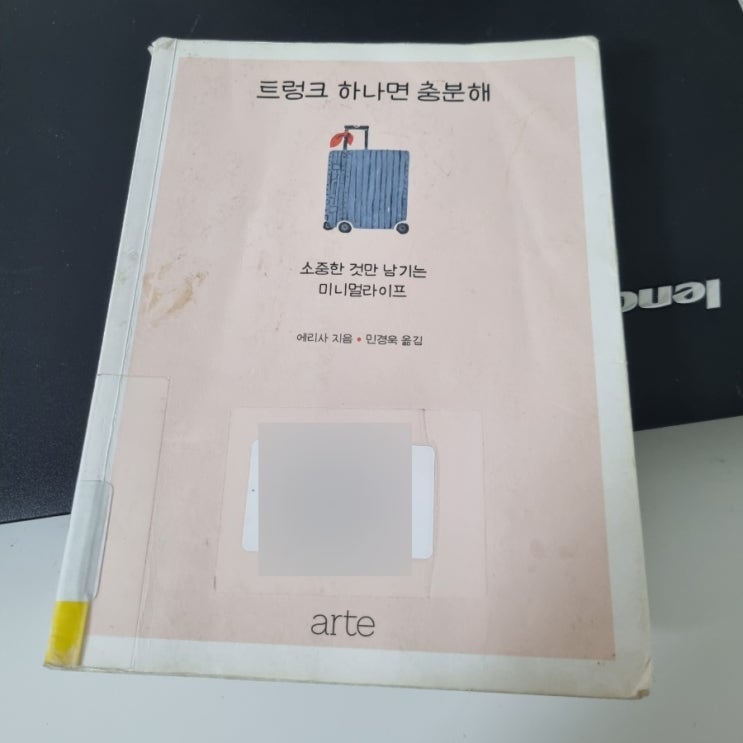 트렁크 하나면 충분해
소중한 것만 남기는
미니멀라이프
에리사 지음 • 민경욱 옮김
arte